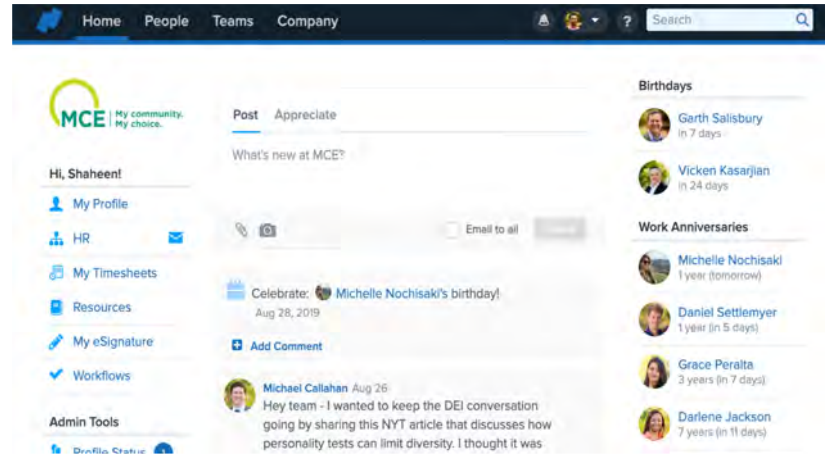 Home People Teams Company ? Search
MCE My community.
My choice.
Hi, Shaheen!
My Profile
HR
My Timesheets
Resources
My eSignature
Workflows
Admin Tools
Profile Status
Post Appreciate
What's new at MCE?
Email to all
Celebrate: Michelle Nochisaki's birthday!
Aug 28, 2019
Add Comment
Michael Callahan Aug 26
Hey team - I wanted to keep the DEI conversation
going by sharing this NYT article that discusses how
personality tests can limit diversity. I thought it was
Birthdays
Garth Salisbury
in 7 days
Vicken Kasarjian
in 24 days
Work Anniversaries
Michelle Nochisaki
1 year (tomorrow)
Daniel Settlemyer
1 year (in 5 days)
Grace Peralta
3 years (in 7 days)
Darlene Jackson
7 years (in 11 days)